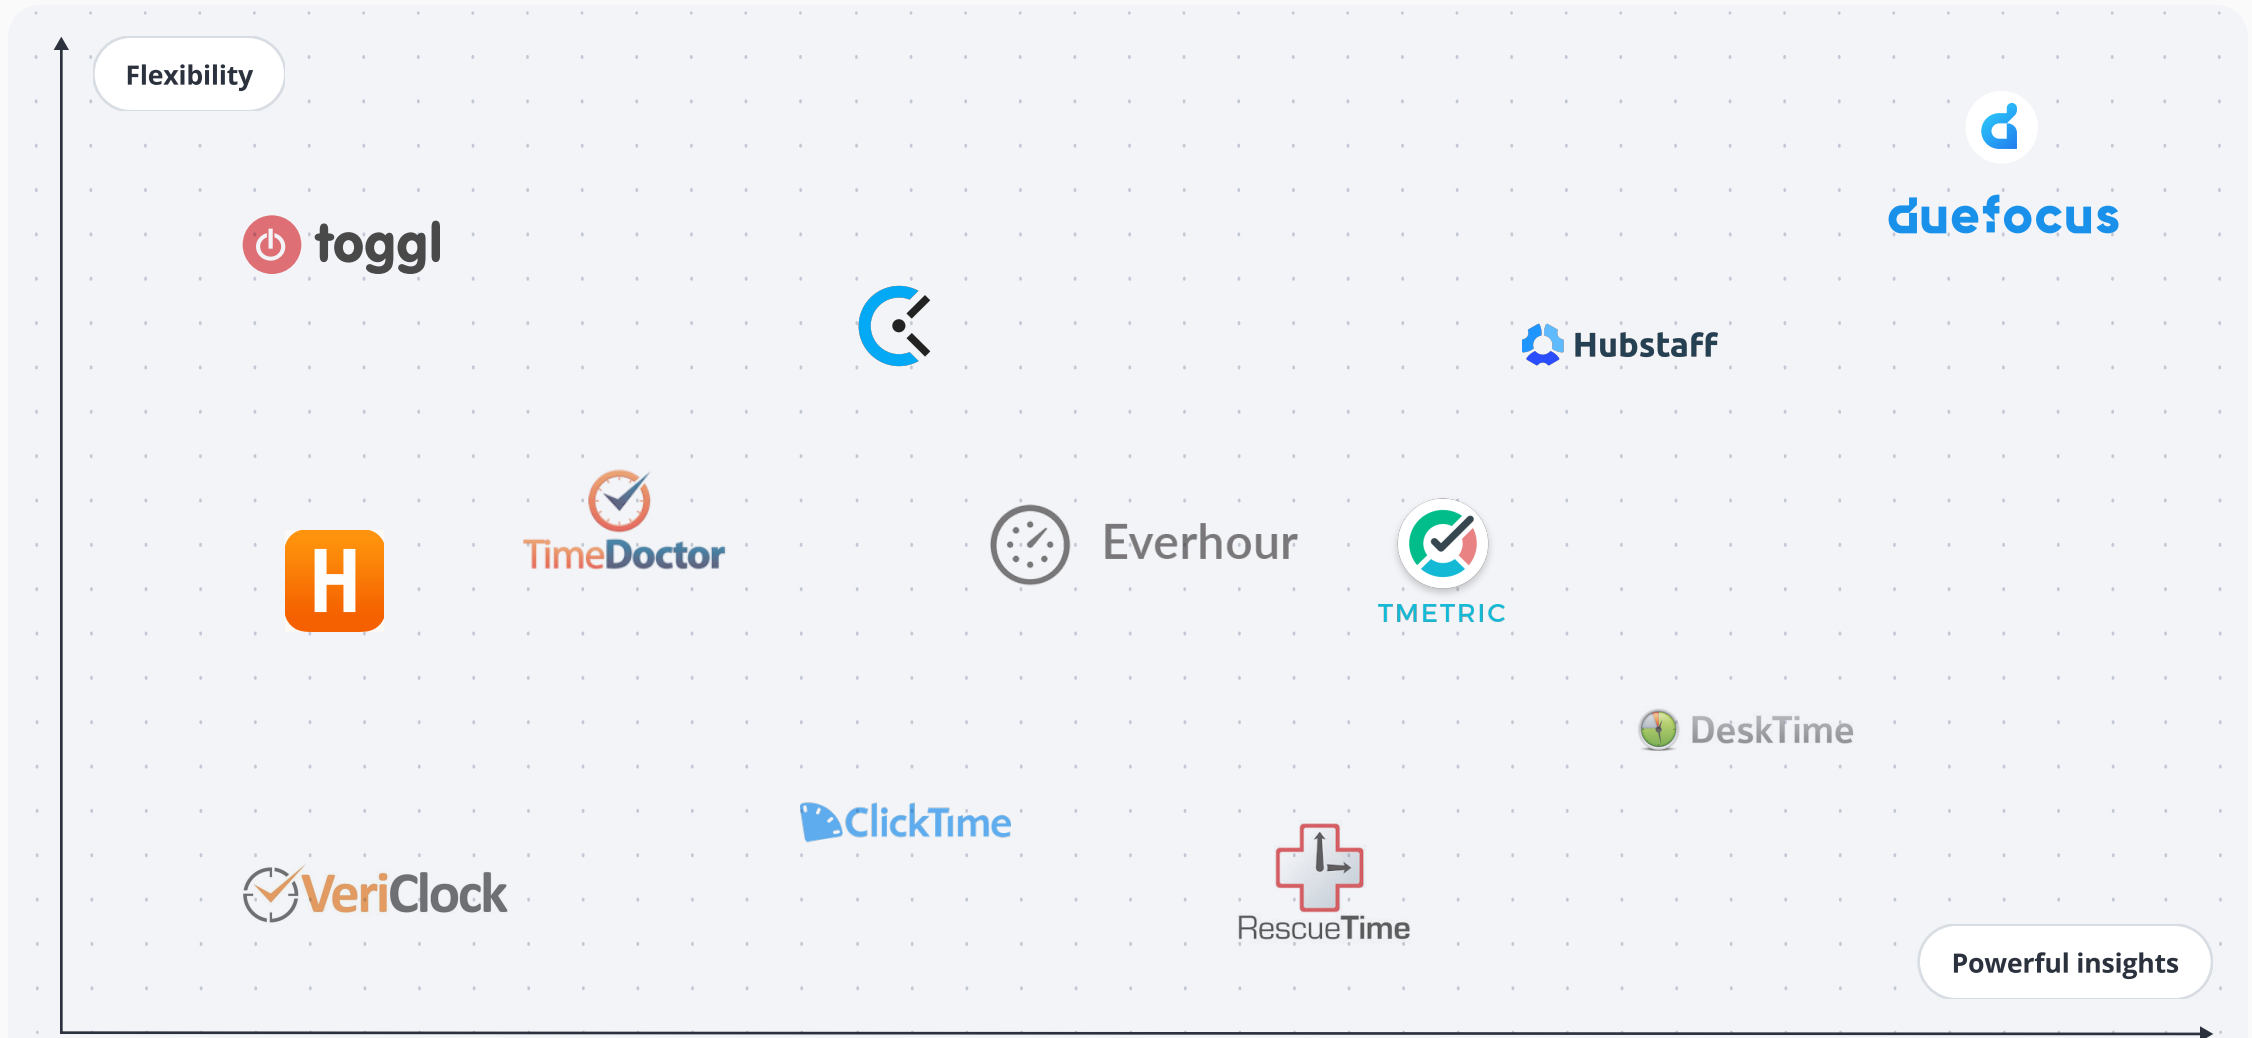 Flexibility
duefocus
toggl
Hubstaff
TimeDoctor
Everhour
H
TMETRIC
DeskTime
ClickTime
VeriClock
RescueTime
Powerful insights